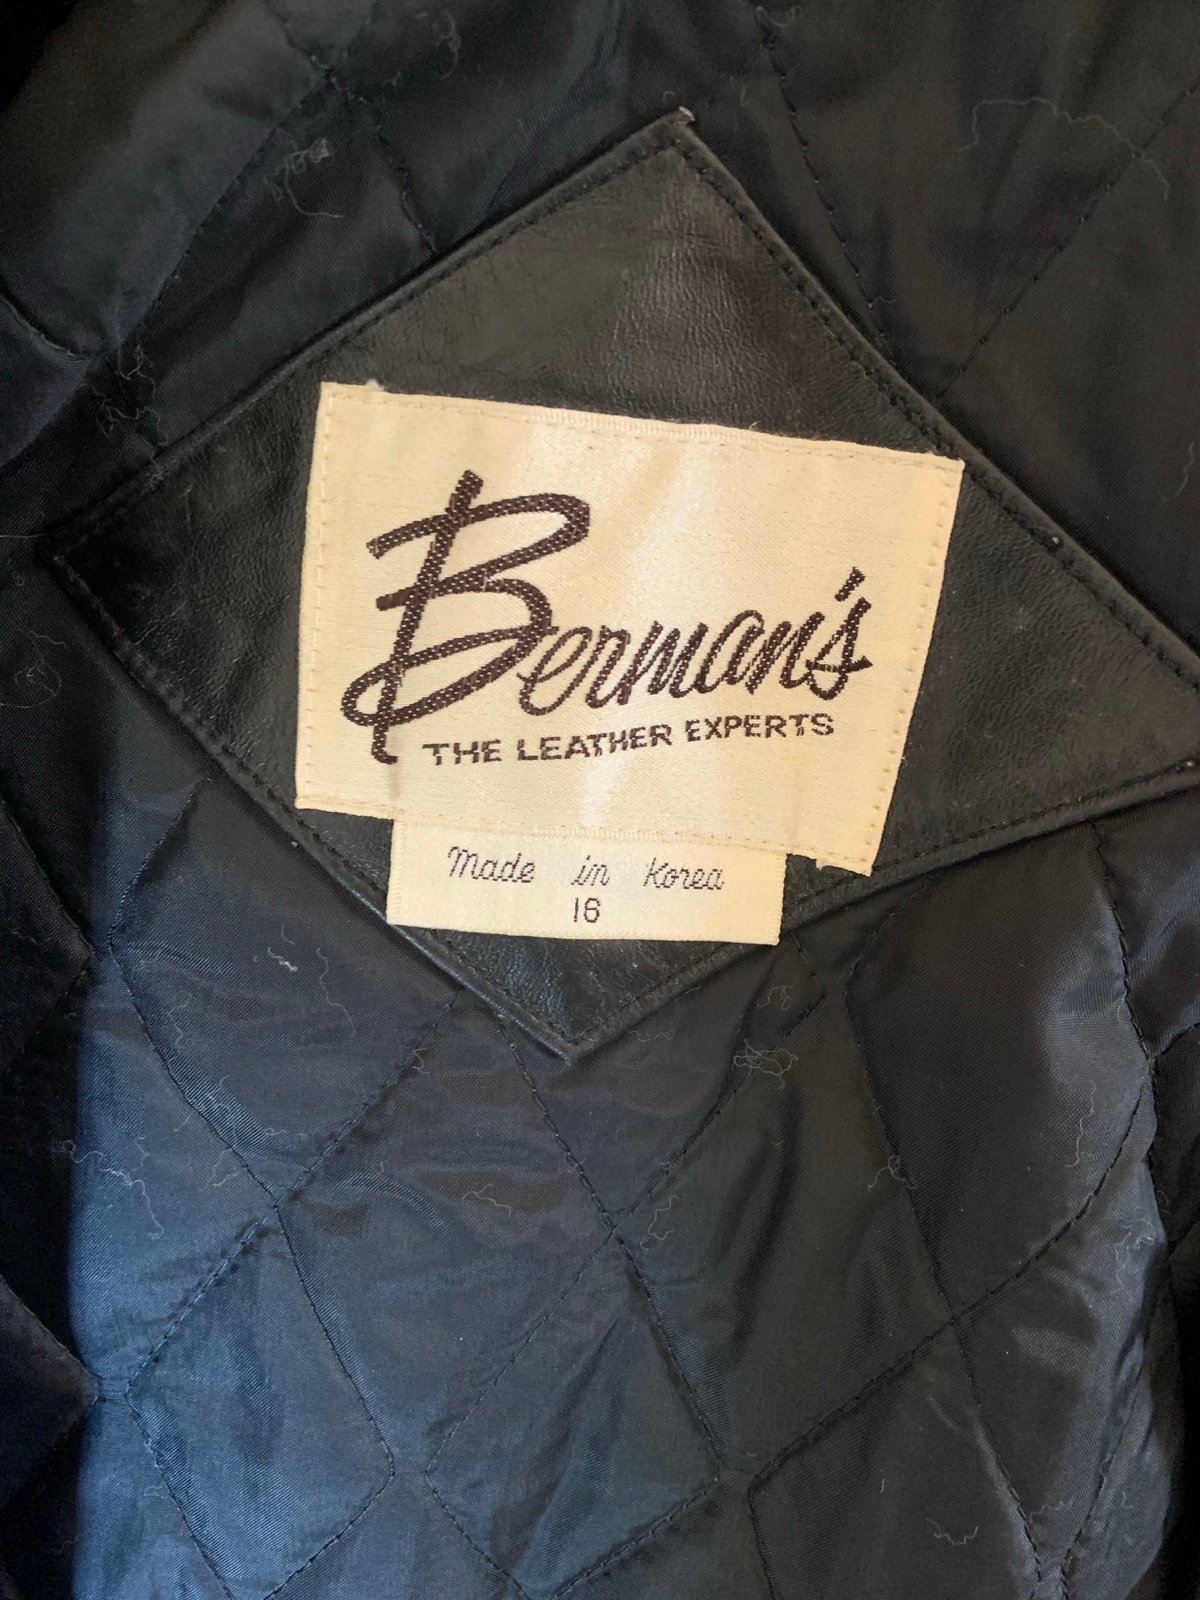 Berman's
THE LEATHER EXPERTS
Made in Korea
16